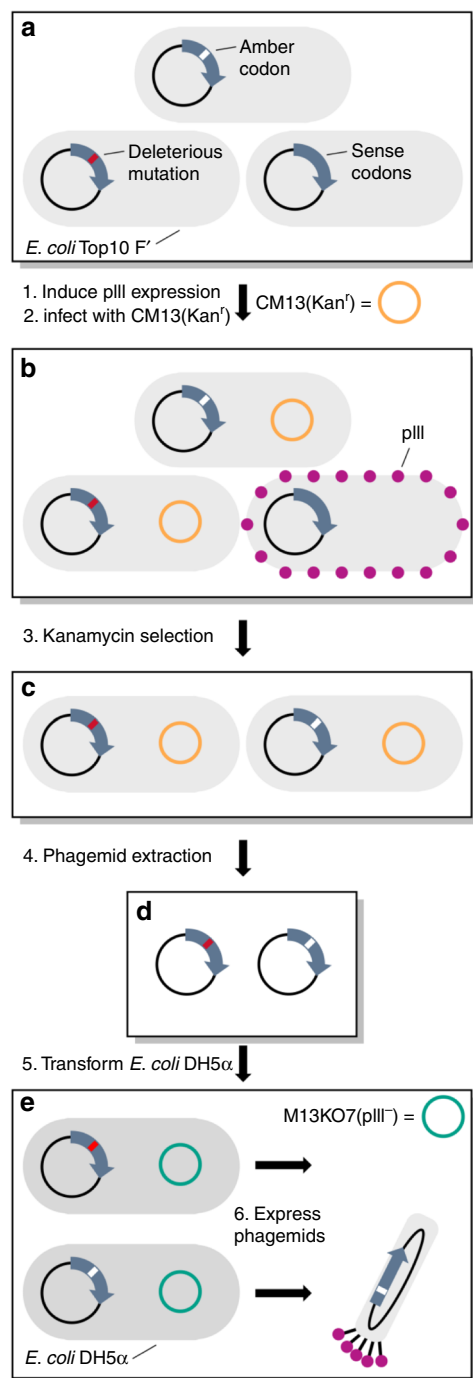 a
Amber
codon
Deleterious
mutation
Sense
codons
E. coli Top10 F′
1. Induce pIII expression
2. infect with CM13(Kanʳ)
CM13(Kanʳ) =
b
pIII
3. Kanamycin selection
c
4. Phagemid extraction
d
5. Transform E. coli DH5α
e
M13KO7(pIII⁻) =
6. Express
phagemids
E. coli DH5α